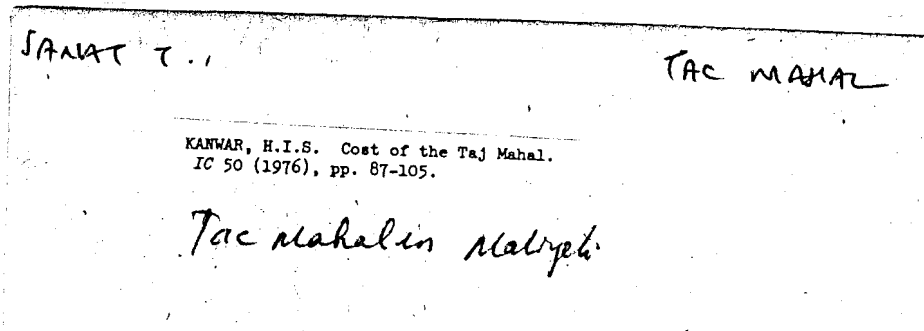 SANAT T.,
TAC MAHAL
KANWAR, H.I.S. Cost of the Taj Mahal.
IC 50 (1976), pp. 87-105.
Tac Mahalin Maliyeti